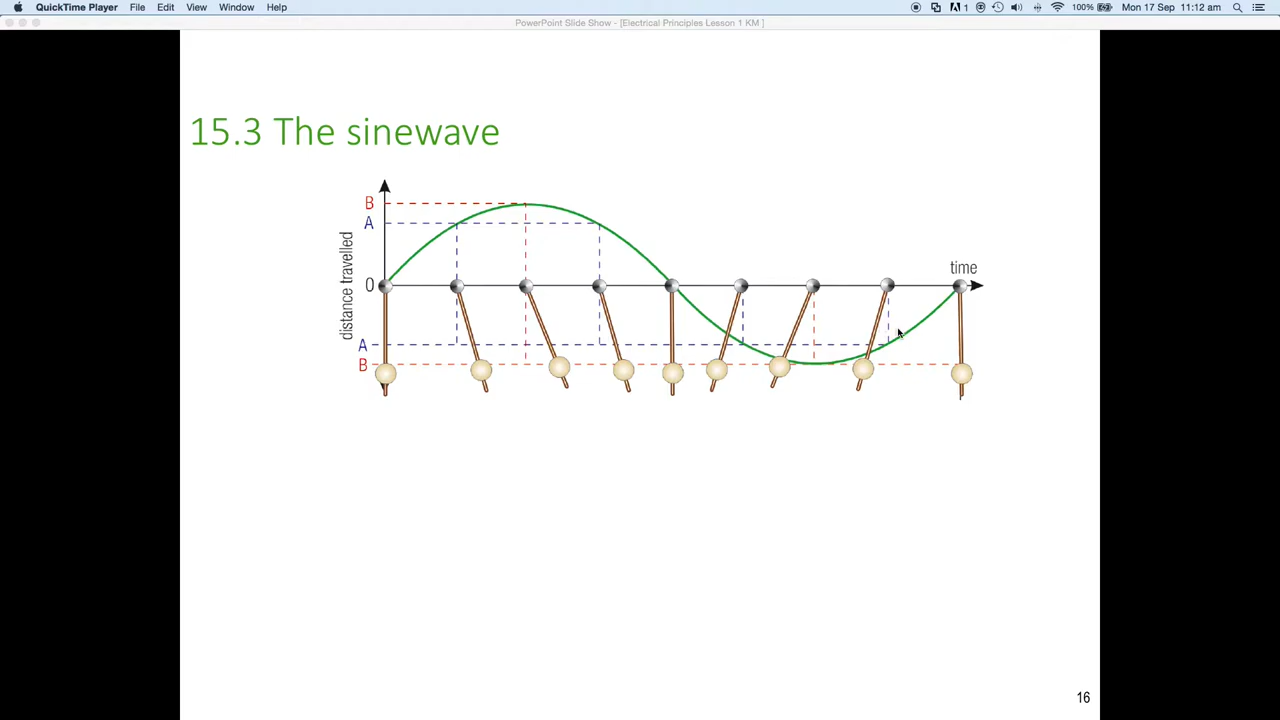 QuickTime Player File Edit View Window Help 1 100% Mon 17 Sep 11:12 am
PowerPoint Slide Show - [Electrical Principles Lesson 1 KM ]
15.3 The sinewave
B
A
0
A
B
distance travelled
time
16